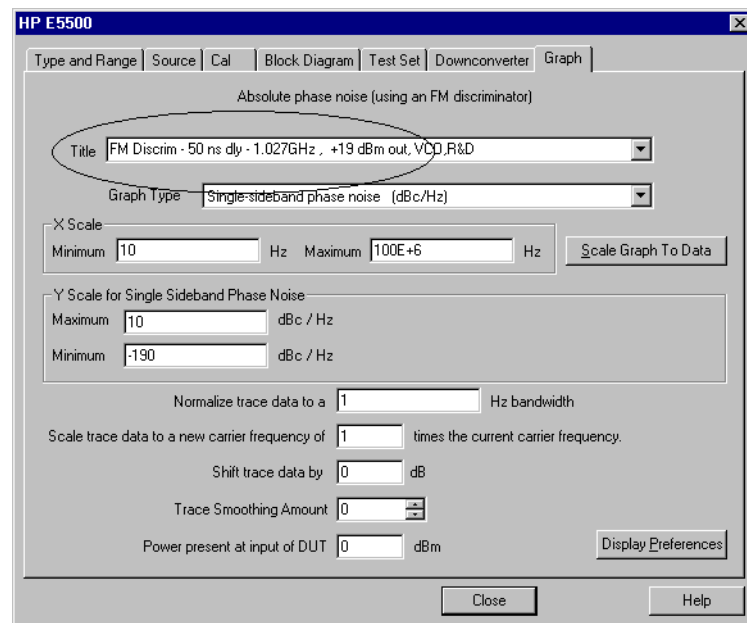 HP E5500
Type and Range Source Cal Block Diagram Test Set Downconverter Graph
Absolute phase noise (using an FM discriminator)
Title FM Discrim - 50 ns dly - 1.027GHz , +19 dBm out, VCO,R&D
Graph Type Single-sideband phase noise (dBc/Hz)
X Scale
Minimum 10 Hz Maximum 100E+6 Hz Scale Graph To Data
Y Scale for Single Sideband Phase Noise
Maximum 10 dBc / Hz
Minimum -190 dBc / Hz
Normalize trace data to a 1 Hz bandwidth
Scale trace data to a new carrier frequency of 1 times the current carrier frequency.
Shift trace data by 0 dB
Trace Smoothing Amount 0
Power present at input of DUT 0 dBm Display Preferences
Close Help